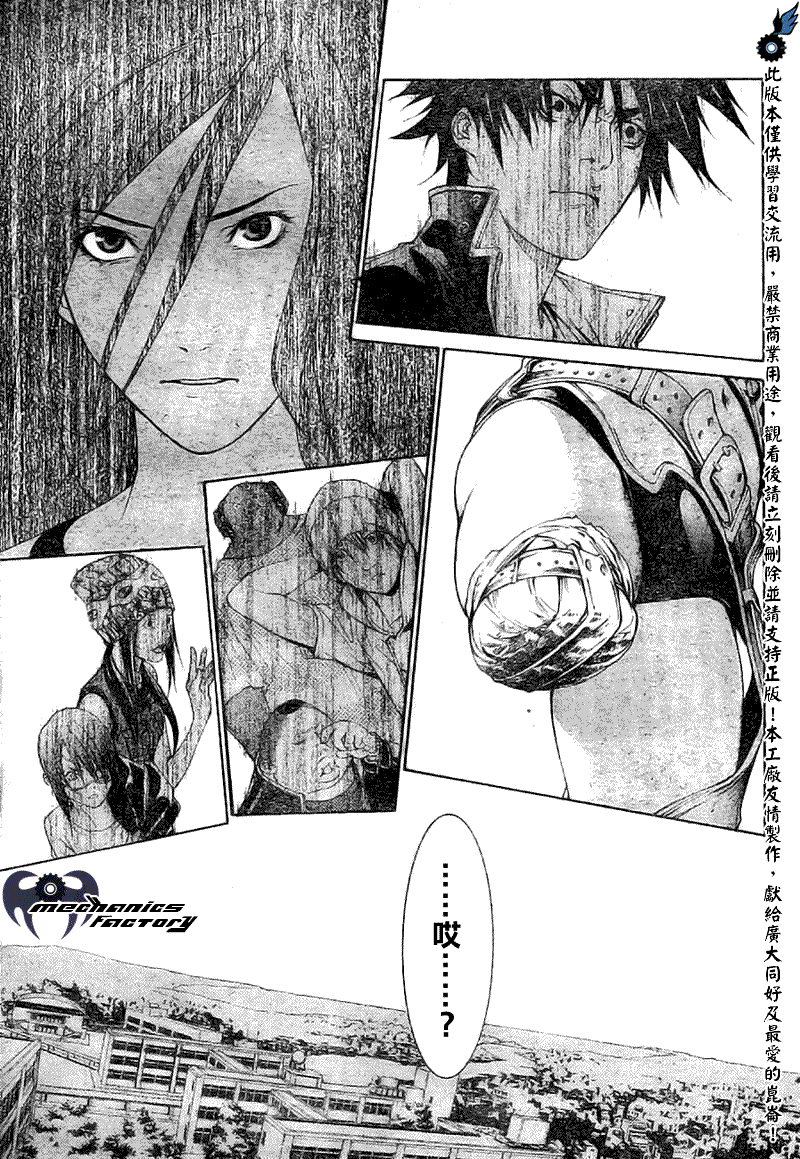 此版本僅供學習交流用，嚴禁商業用途，觀看後請立刻刪除並請支持正版！本工廠友情製作，獻給廣大同好及最愛的崑崙！
……哎……？
mechanics
Factory